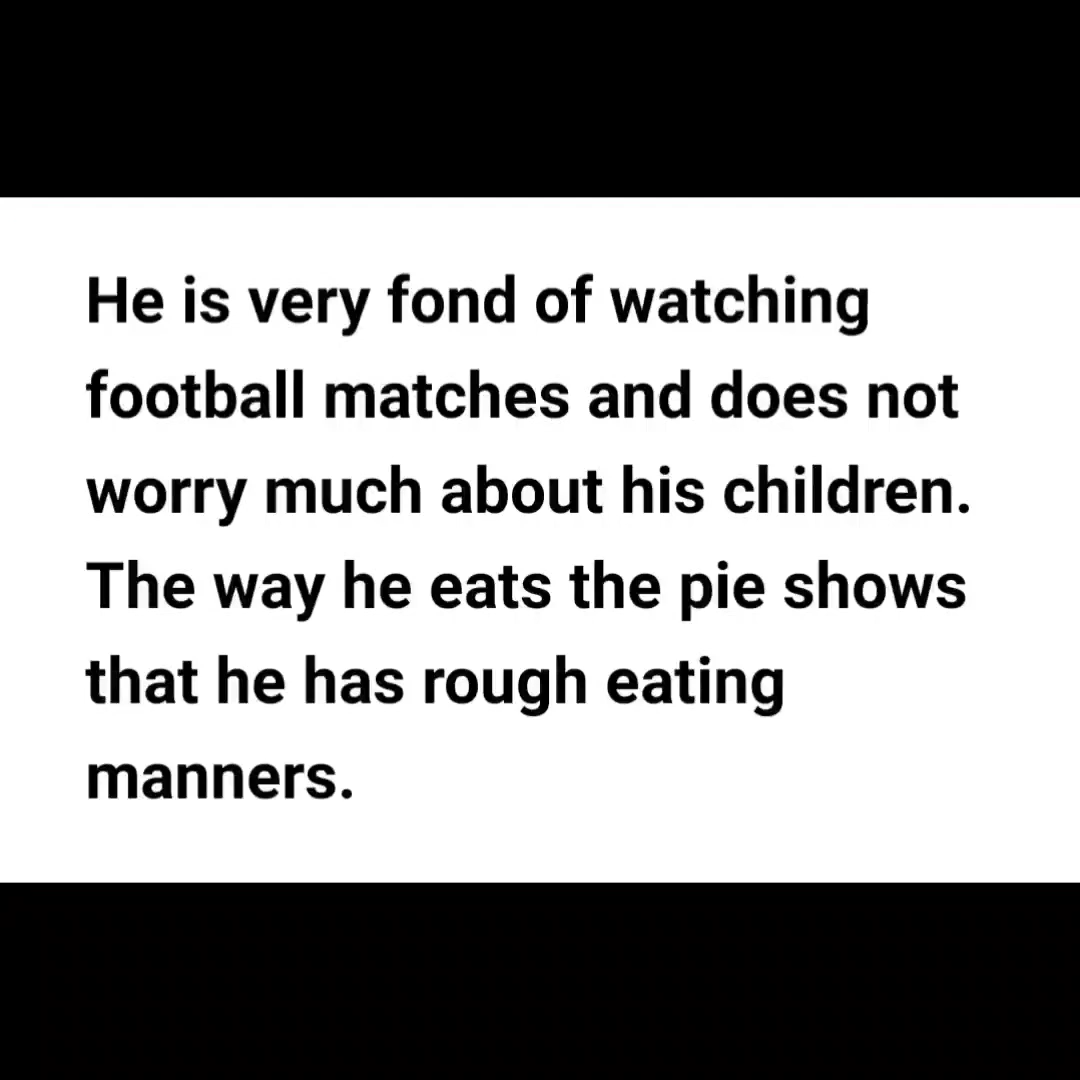 He is very fond of watching
football matches and does not
worry much about his children.
The way he eats the pie shows
that he has rough eating
manners.